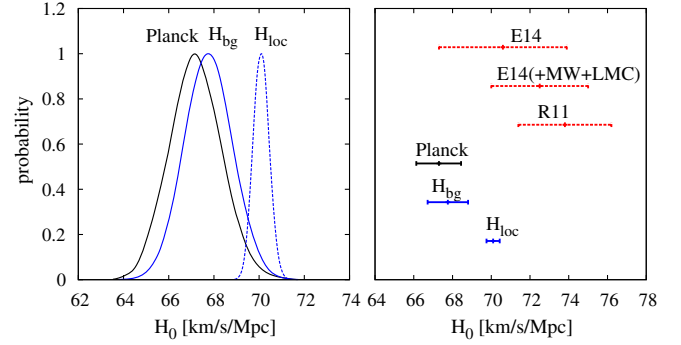 Planck H_bg H_loc
probability
1.2
1
0.8
0.6
0.4
0.2
0
62 64 66 68 70 72 74
H_0 [km/s/Mpc]
E14
E14(+MW+LMC)
R11
Planck
H_bg
H_loc
64 66 68 70 72 74 76 78
H_0 [km/s/Mpc]